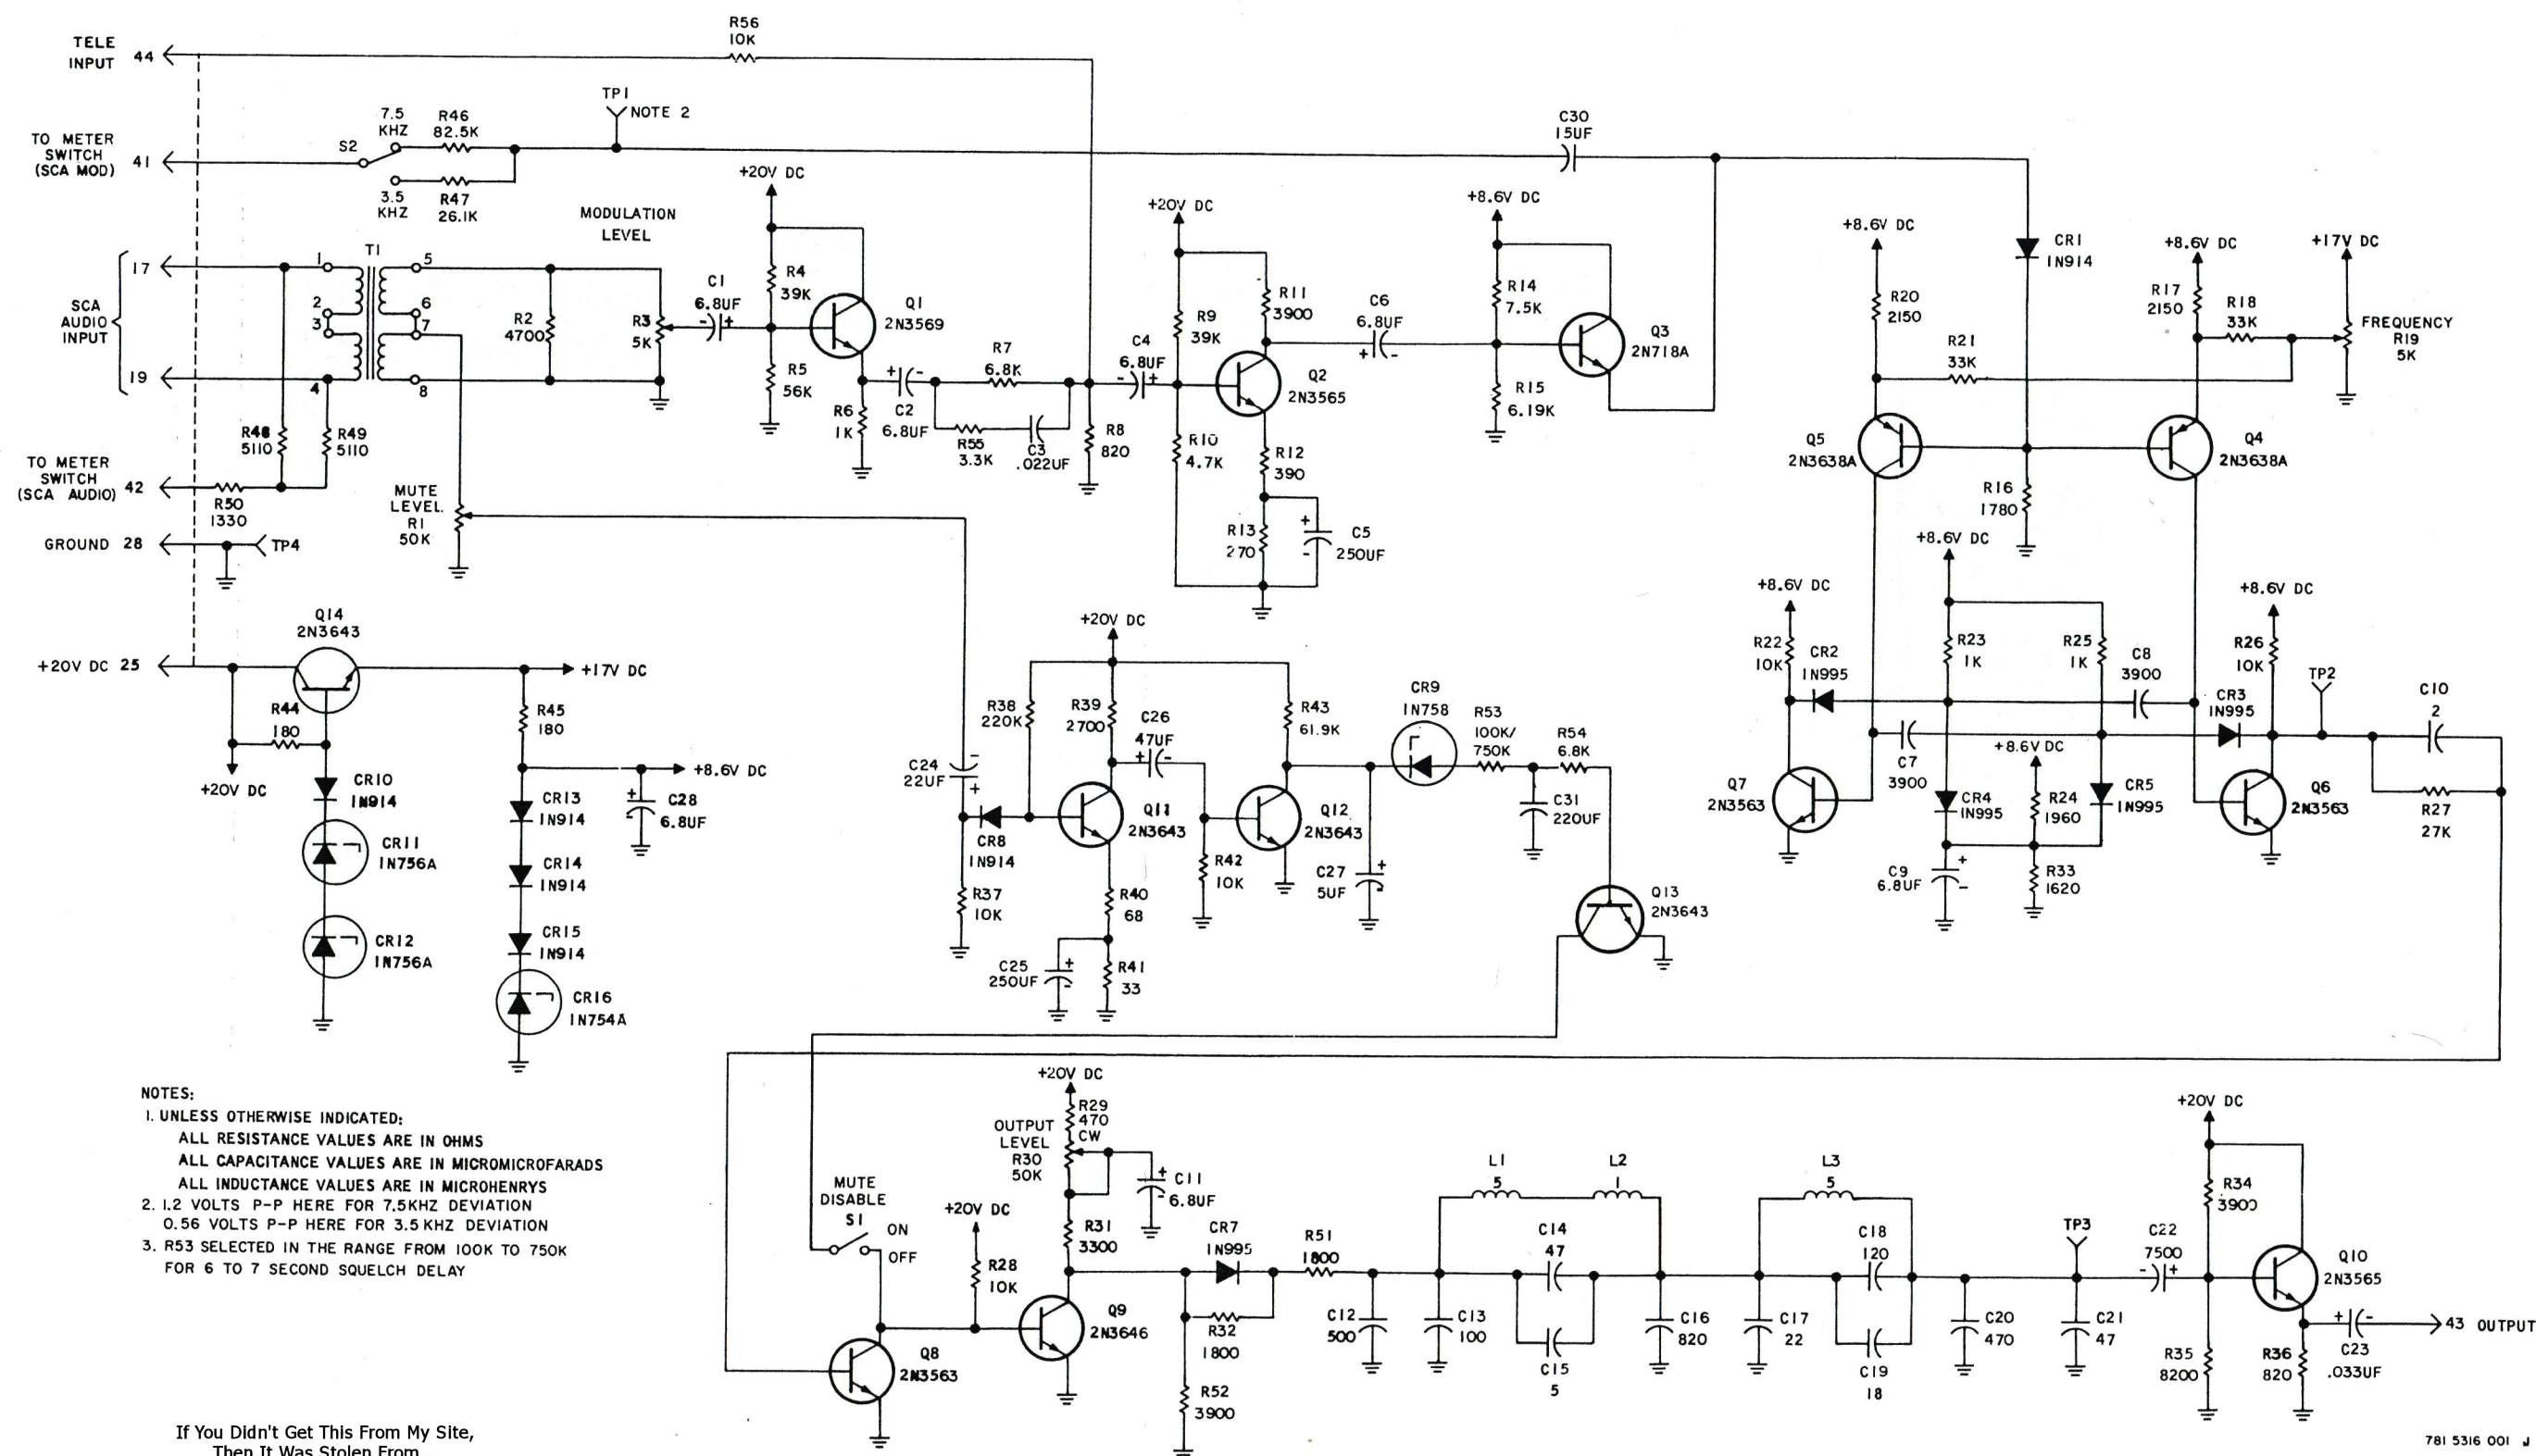 R56
10K
TELE
INPUT 44
TP1
NOTE 2
7.5
KHZ
R46
82.5K
C30
15UF
TO METER
SWITCH
(SCA MOD) 41
S2
3.5
KHZ
R47
26.1K
MODULATION
LEVEL
+20V DC
+20V DC
+8.6V DC
+8.6V DC
CR1
1N914
+8.6V DC
+17V DC
SCA
AUDIO
INPUT
17
19
T1
1
2
3
4
5
6
7
8
R2
4700
R3
5K
C1
6.8UF
- +
R4
39K
Q1
2N3569
R5
56K
R6
1K
+ -
C2
6.8UF
R7
6.8K
R55
3.3K
C3
.022UF
R8
820
C4
6.8UF
- +
R9
39K
R11
3900
Q2
2N3565
R10
4.7K
R12
390
R13
270
+
-
C5
250UF
C6
6.8UF
+ -
R14
7.5K
R15
6.19K
Q3
2N718A
R20
2150
R21
33K
R17
2150
R18
33K
FREQUENCY
R19
5K
Q5
2N3638A
Q4
2N3638A
R16
1780
R48
5110
R49
5110
TO METER
SWITCH
(SCA AUDIO) 42
R50
1330
MUTE
LEVEL
R1
50K
GROUND 28
TP4
Q14
2N3643
+20V DC 25
+17V DC
R44
180
+20V DC
R45
180
+8.6V DC
CR10
1N914
CR11
1N756A
CR12
1N756A
CR13
1N914
CR14
1N914
CR15
1N914
CR16
1N754A
+
-
C28
6.8UF
+20V DC
R38
220K
R39
2700
C26
47UF
+ -
R43
61.9K
C24
22UF
-
+
CR8
1N914
Q11
2N3643
Q12
2N3643
R37
10K
R40
68
R41
33
C25
250UF
+
-
R42
10K
C27
5UF
+
-
CR9
1N758
R53
100K/
750K
R54
6.8K
C31
220UF
Q13
2N3643
+8.6V DC
+8.6V DC
+8.6V DC
R22
10K
CR2
1N995
R23
1K
R25
1K
C8
3900
R26
10K
CR3
1N995
TP2
C10
2
C7
3900
+8.6V DC
Q7
2N3563
CR4
1N995
R24
1960
CR5
1N995
Q6
2N3563
R27
27K
C9
6.8UF
+
-
R33
1620
NOTES:
1. UNLESS OTHERWISE INDICATED:
ALL RESISTANCE VALUES ARE IN OHMS
ALL CAPACITANCE VALUES ARE IN MICROMICROFARADS
ALL INDUCTANCE VALUES ARE IN MICROHENRYS
2. 1.2 VOLTS P-P HERE FOR 7.5KHZ DEVIATION
0.56 VOLTS P-P HERE FOR 3.5 KHZ DEVIATION
3. R53 SELECTED IN THE RANGE FROM 100K TO 750K
FOR 6 TO 7 SECOND SQUELCH DELAY
+20V DC
R29
470
CW
OUTPUT
LEVEL
R30
50K
+
-
C11
6.8UF
MUTE
DISABLE
S1
ON
OFF
+20V DC
R28
10K
R31
3300
Q8
2N3563
Q9
2N3646
CR7
1N995
R51
1800
R32
1800
R52
3900
C12
500
C13
100
L1
5
L2
1
C14
47
C15
5
C16
820
C17
22
L3
5
C18
120
C19
18
C20
470
TP3
C21
47
C22
7500
- +
+20V DC
R34
3900
Q10
2N3565
R35
8200
R36
820
+ -
C23
.033UF
43 OUTPUT
If You Didn't Get This From My Site,
Then It Was Stolen From...
781 5316 001 J